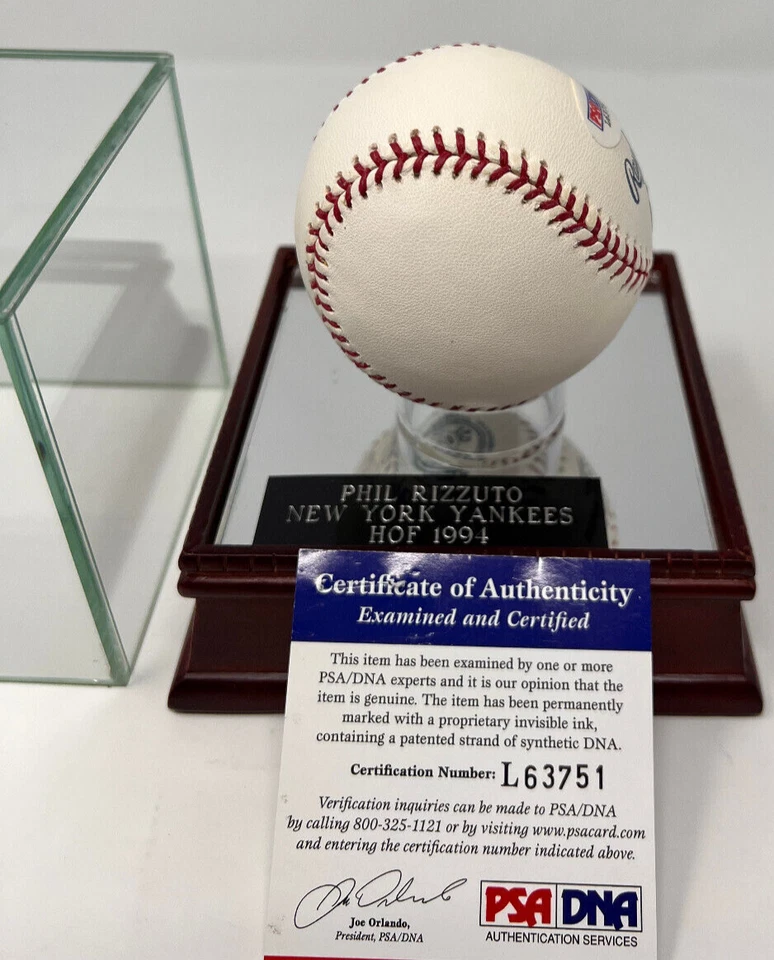 PHIL RIZZUTO
NEW YORK YANKEES
HOF 1994
Certificate of Authenticity
Examined and Certified
This item has been examined by one or more
PSA/DNA experts and it is our opinion that the
item is genuine. The item has been permanently
marked with a proprietary invisible ink,
containing a patented strand of synthetic DNA.
Certification Number: L63751
Verification inquiries can be made to PSA/DNA
by calling 800-325-1121 or by visiting www.psacard.com
and entering the certification number indicated above.
Joe Orlando,
President, PSA/DNA
PSA DNA
AUTHENTICATION SERVICES